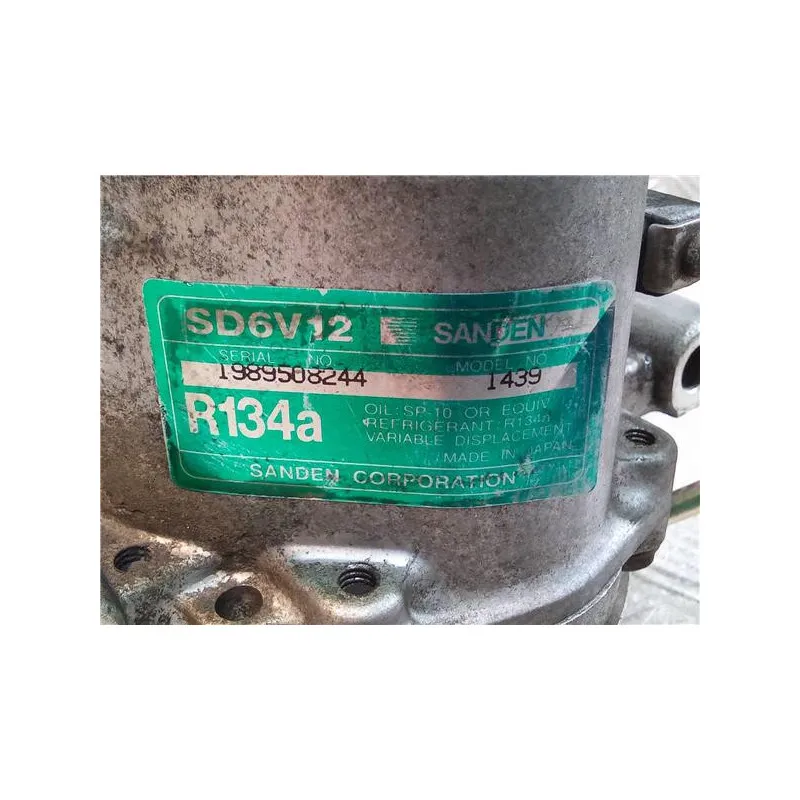 SD6V12 SANDEN
SERIAL NO. MODEL NO.
1989508244 1439
R134a
OIL: SP-10 OR EQUIV.
REFRIGERANT: R134a
VARIABLE DISPLACEMENT
MADE IN JAPAN
SANDEN CORPORATION